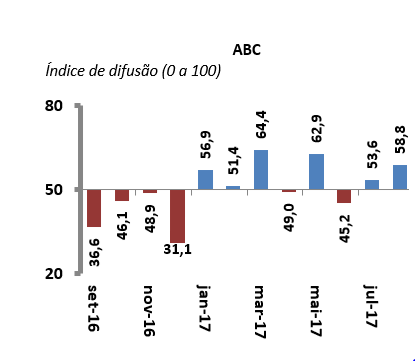 ABC
Índice de difusão (0 a 100)
80
50
20
36,6
46,1
48,9
31,1
56,9
51,4
64,4
49,0
62,9
45,2
53,6
58,8
set-16
nov-16
jan-17
mar-17
mai-17
jul-17